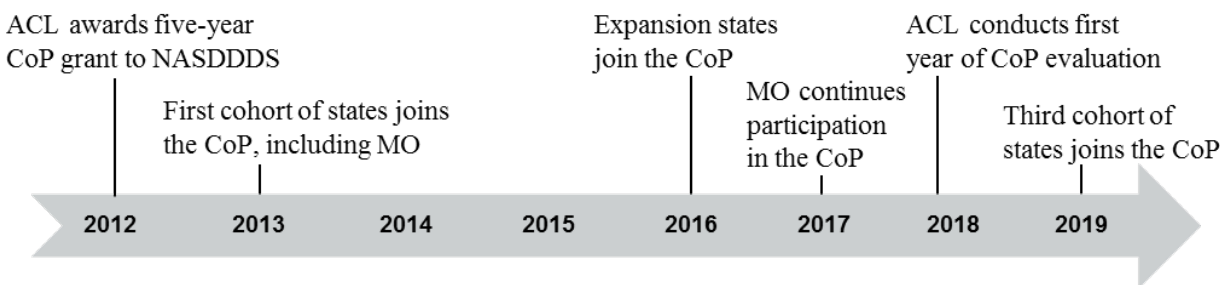 ACL awards five-year
CoP grant to NASDDDS
First cohort of states joins
the CoP, including MO
Expansion states
join the CoP
MO continues
participation
in the CoP
ACL conducts first
year of CoP evaluation
Third cohort of
states joins the CoP
2012 2013 2014 2015 2016 2017 2018 2019